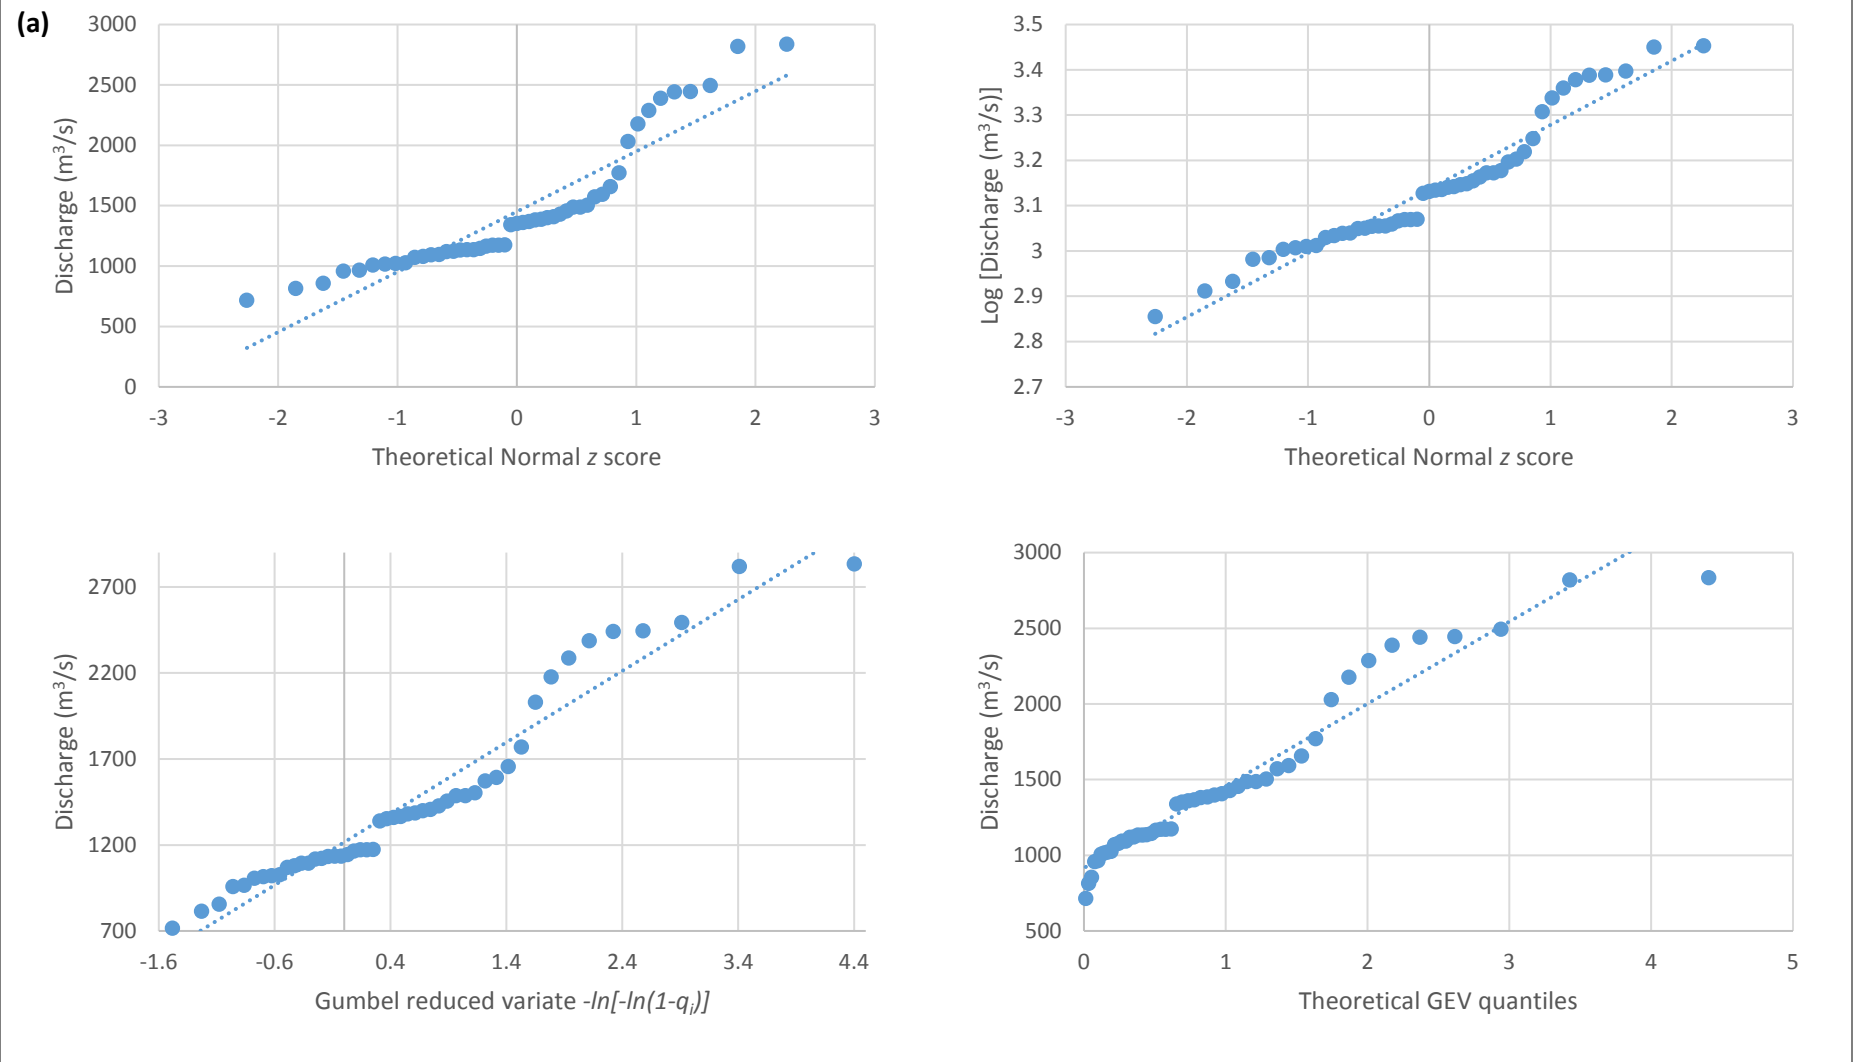 (a)
3000
2500
2000
1500
1000
500
0
Discharge (m³/s)
-3 -2 -1 0 1 2 3
Theoretical Normal z score
3.5
3.4
3.3
3.2
3.1
3
2.9
2.8
2.7
Log [Discharge (m³/s)]
-3 -2 -1 0 1 2 3
Theoretical Normal z score
2700
2200
1700
1200
700
Discharge (m³/s)
-1.6 -0.6 0.4 1.4 2.4 3.4 4.4
Gumbel reduced variate -ln[-ln(1-qᵢ)]
3000
2500
2000
1500
1000
500
Discharge (m³/s)
0 1 2 3 4 5
Theoretical GEV quantiles